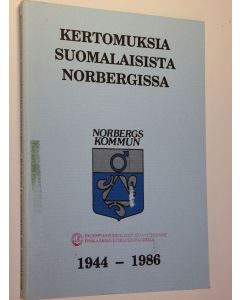 KERTOMUKSIA
SUOMALAISISTA
NORBERGISSA
NORBERGS
KOMMUN
1944 - 1986